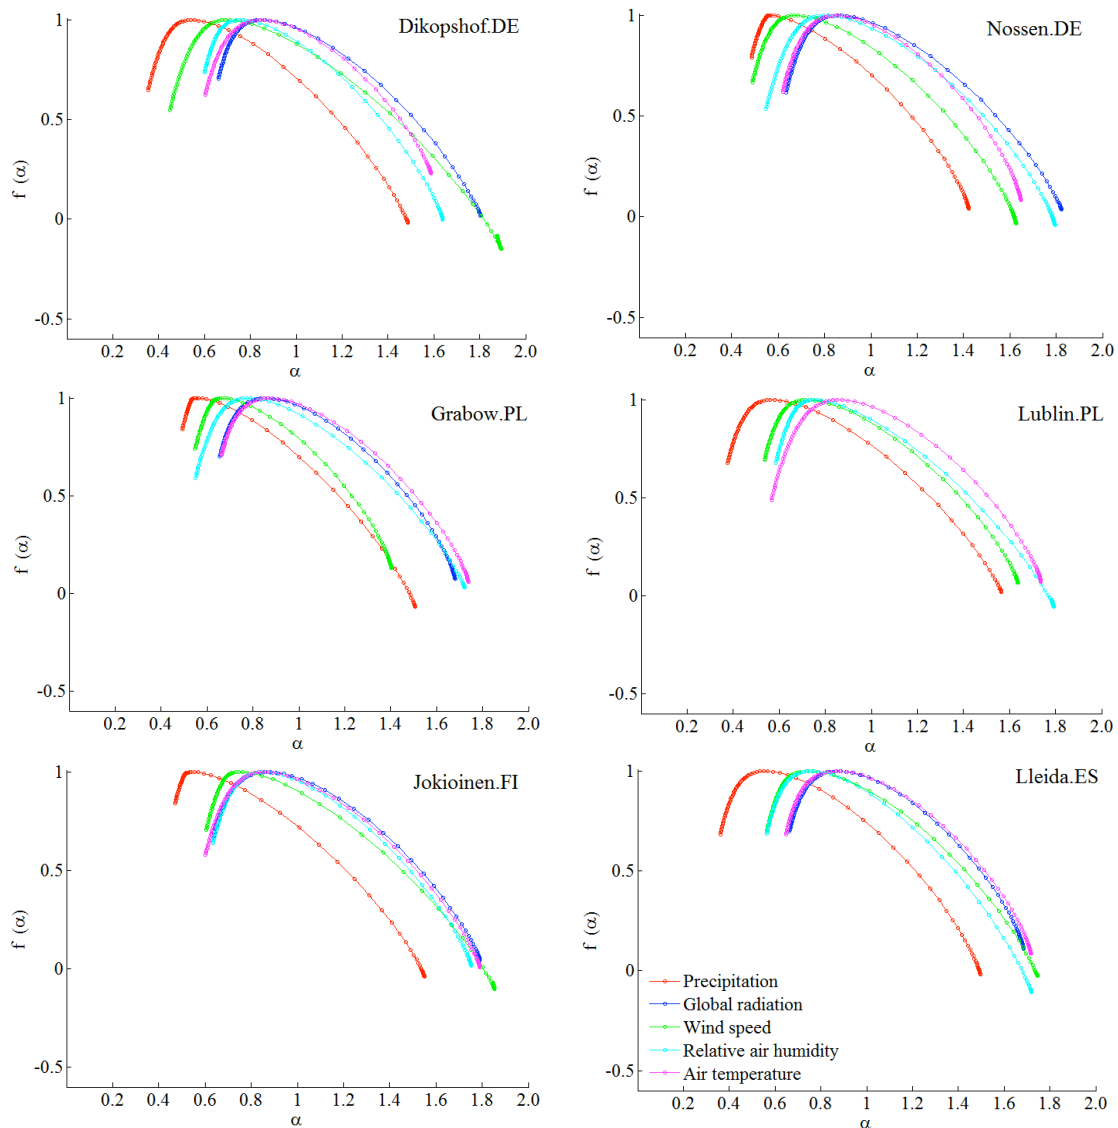 Dikopshof.DE
f (α)
1
0.5
0
-0.5
0.2 0.4 0.6 0.8 1 1.2 1.4 1.6 1.8 2.0
α
Nossen.DE
f (α)
1
0.5
0
-0.5
0.2 0.4 0.6 0.8 1 1.2 1.4 1.6 1.8 2.0
α
Grabow.PL
f (α)
1
0.5
0
-0.5
0.2 0.4 0.6 0.8 1 1.2 1.4 1.6 1.8 2.0
α
Lublin.PL
f (α)
1
0.5
0
-0.5
0.2 0.4 0.6 0.8 1 1.2 1.4 1.6 1.8 2.0
α
Jokioinen.FI
f (α)
1
0.5
0
-0.5
0.2 0.4 0.6 0.8 1 1.2 1.4 1.6 1.8 2.0
α
Lleida.ES
f (α)
1
0.5
0
-0.5
Precipitation
Global radiation
Wind speed
Relative air humidity
Air temperature
0.2 0.4 0.6 0.8 1 1.2 1.4 1.6 1.8 2.0
α